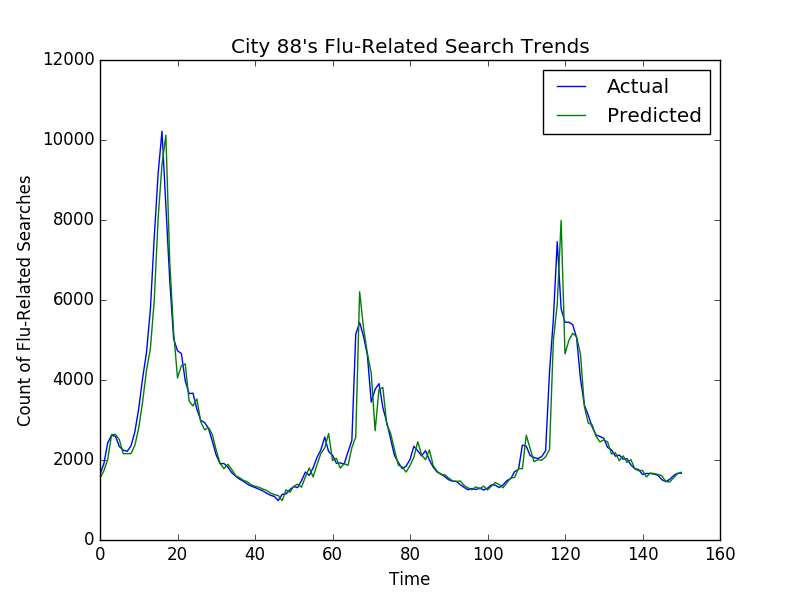 City 88's Flu-Related Search Trends
12000
10000
8000
6000
4000
2000
0
Count of Flu-Related Searches
Actual
Predicted
0 20 40 60 80 100 120 140 160
Time